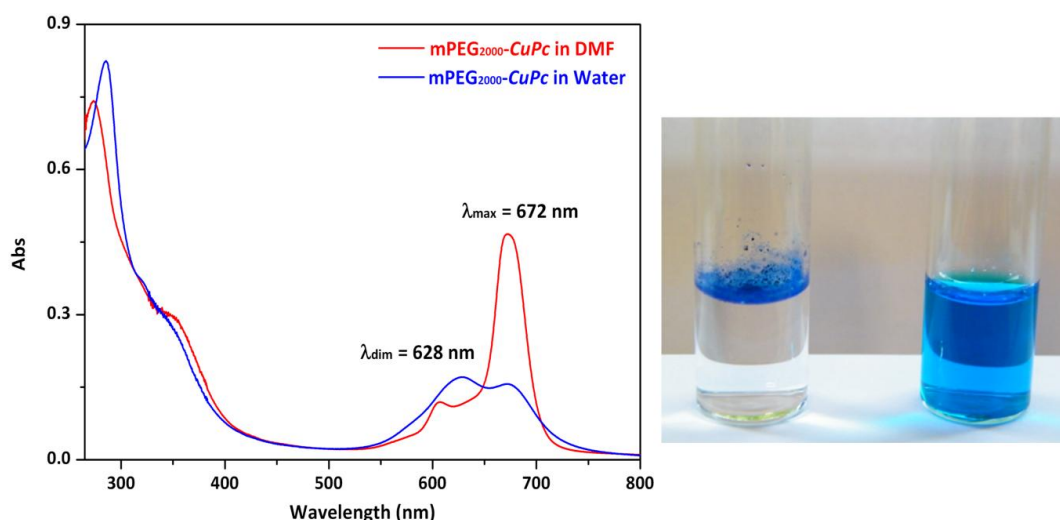 0.9
0.6
0.3
0.0
Abs
mPEG2000-CuPc in DMF
mPEG2000-CuPc in Water
λmax = 672 nm
λdim = 628 nm
300 400 500 600 700 800
Wavelength (nm)